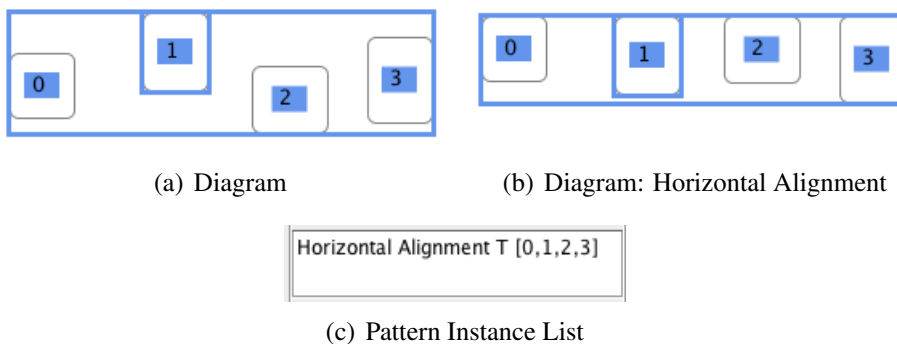 0 1 2 3
0 1 2 3
(a) Diagram
(b) Diagram: Horizontal Alignment
Horizontal Alignment T [0,1,2,3]
(c) Pattern Instance List